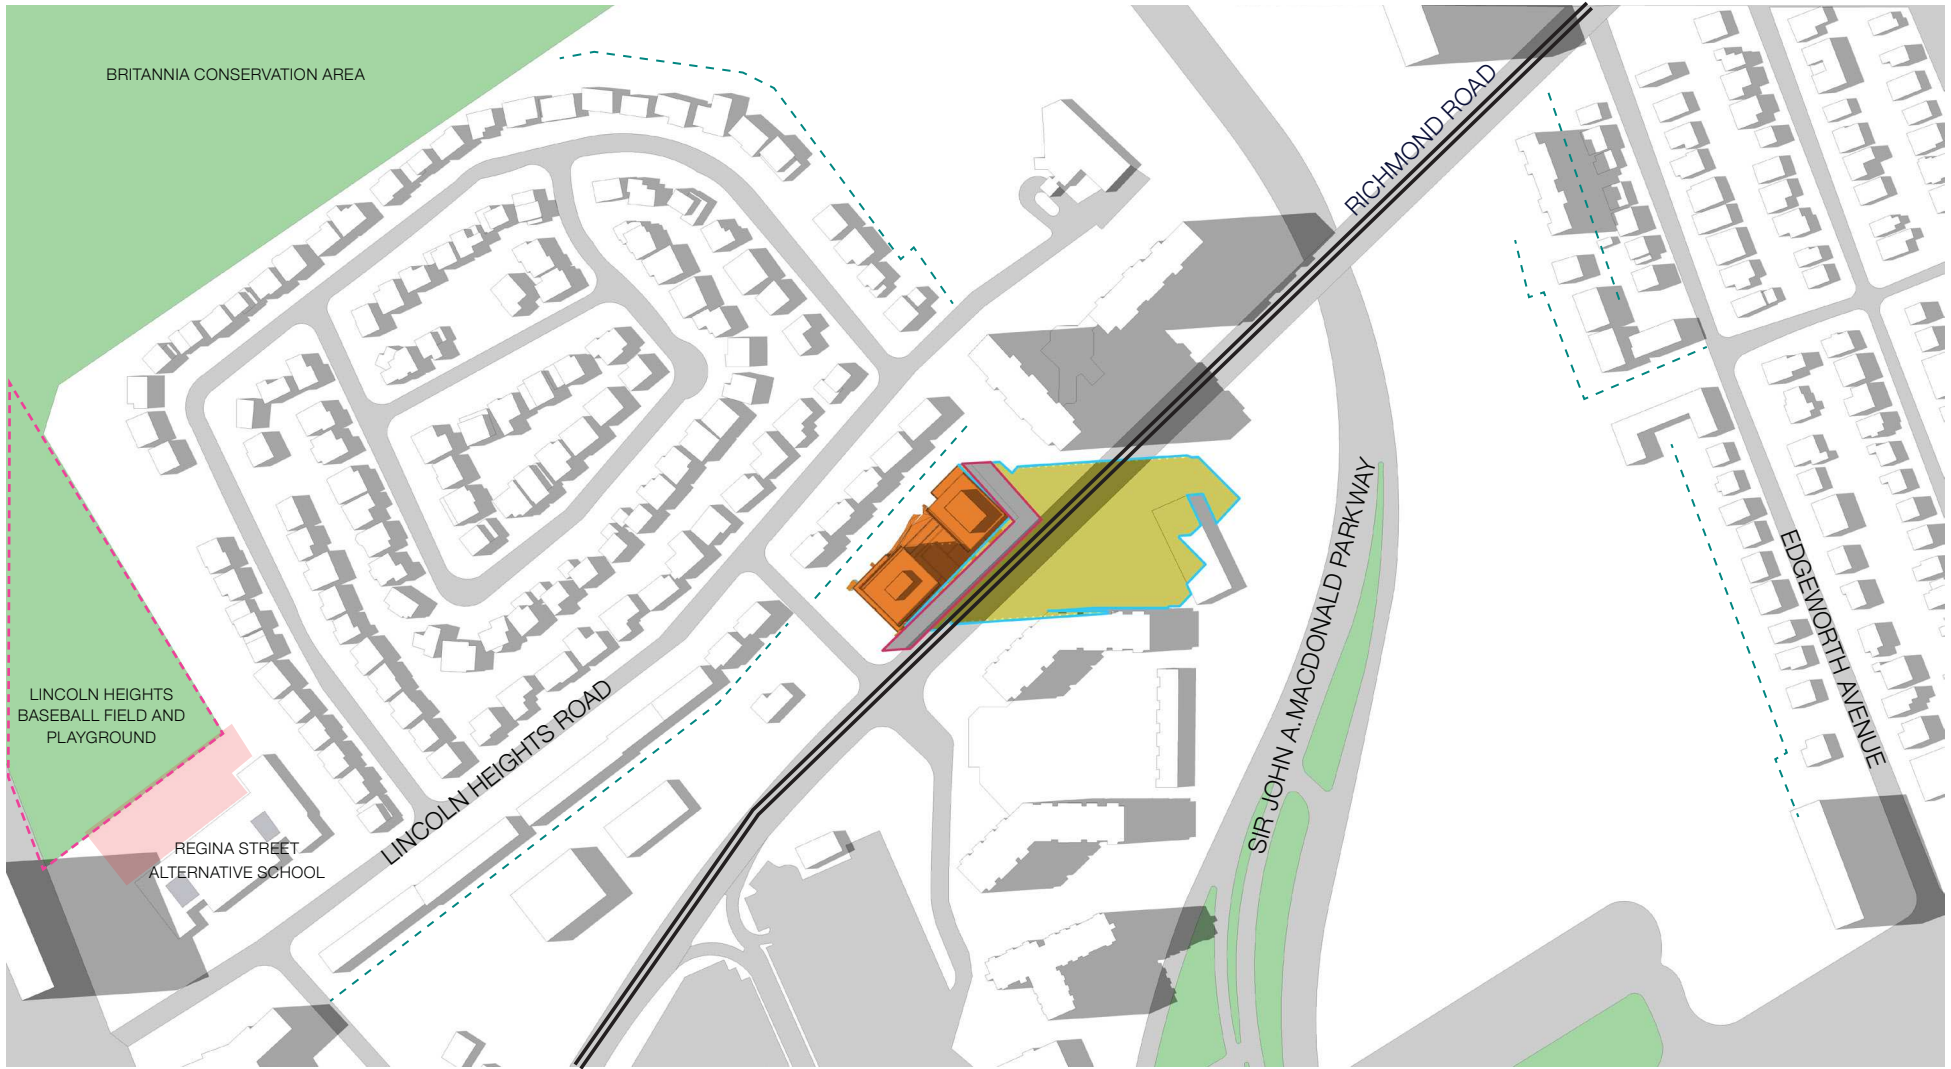 BRITANNIA CONSERVATION AREA
RICHMOND ROAD
LINCOLN HEIGHTS
BASEBALL FIELD AND
PLAYGROUND
REGINA STREET
ALTERNATIVE SCHOOL
LINCOLN HEIGHTS ROAD
SIR JOHN A.MACDONALD PARKWAY
EDGEWORTH AVENUE